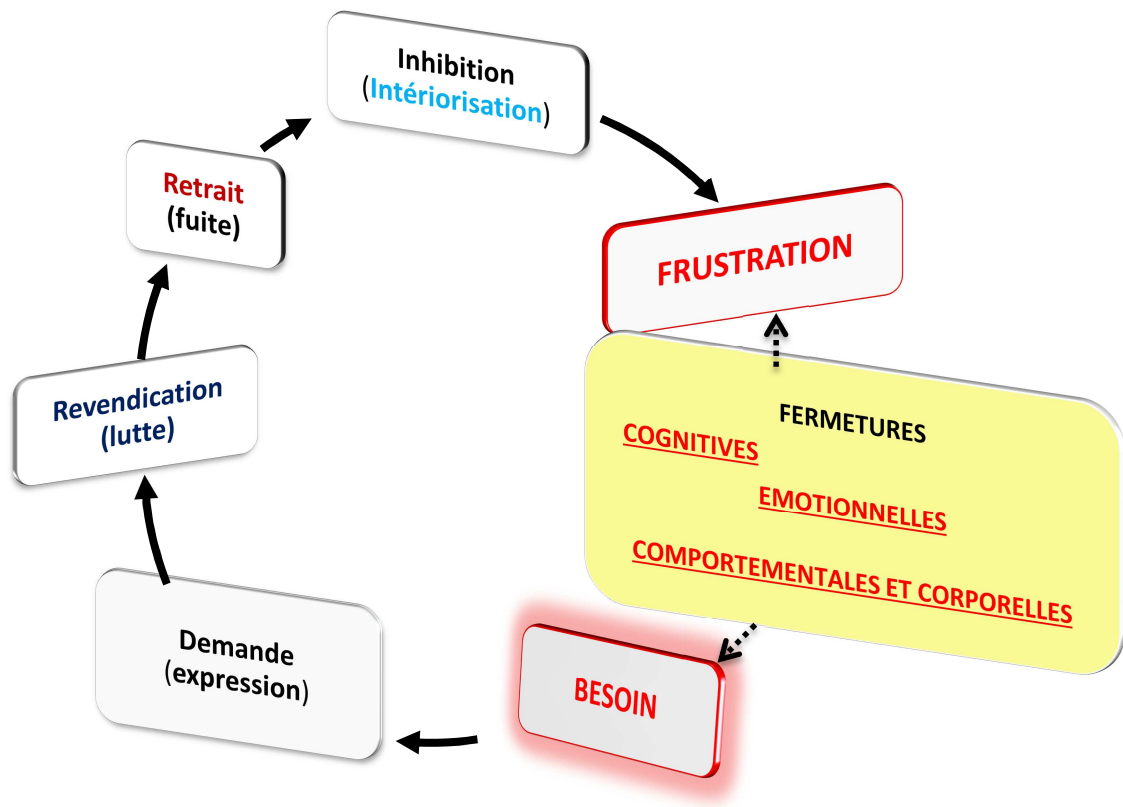 Inhibition
(Intériorisation)
Retrait
(fuite)
FRUSTRATION
Revendication
(lutte)
FERMETURES
COGNITIVES
EMOTIONNELLES
COMPORTEMENTALES ET CORPORELLES
Demande
(expression)
BESOIN